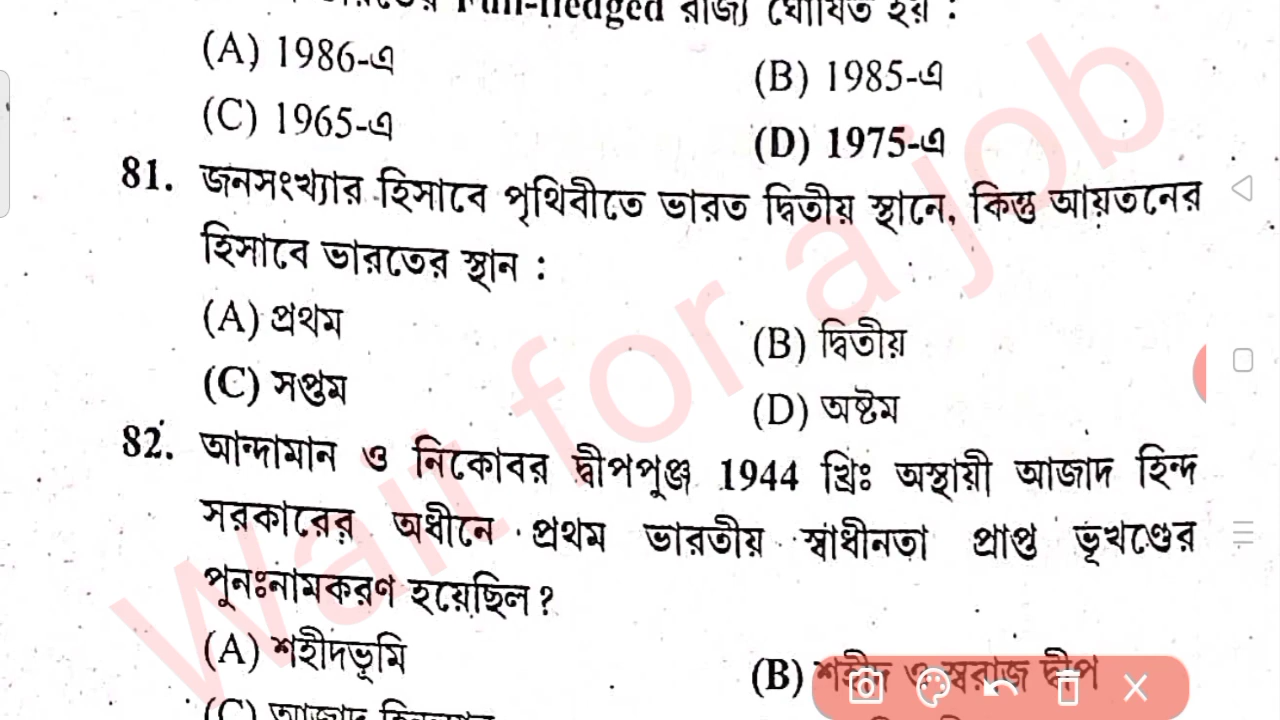 Full-fledged রাজ্য ঘোষিত হয় :
(A) 1986-এ
(B) 1985-এ
(C) 1965-এ
(D) 1975-এ
81. জনসংখ্যার হিসাবে পৃথিবীতে ভারত দ্বিতীয় স্থানে, কিন্তু আয়তনের
হিসাবে ভারতের স্থান :
(A) প্রথম
(B) দ্বিতীয়
(C) সপ্তম
(D) অষ্টম
82. আন্দামান ও নিকোবর দ্বীপপুঞ্জ 1944 খ্রিঃ অস্থায়ী আজাদ হিন্দ
সরকারের অধীনে প্রথম ভারতীয় স্বাধীনতা প্রাপ্ত ভূখণ্ডের
পুনঃনামকরণ হয়েছিল?
(A) শহীদভূমি
(B) শহীদ ও স্বরাজ দ্বীপ
(C) আজাদ
Wait for a job